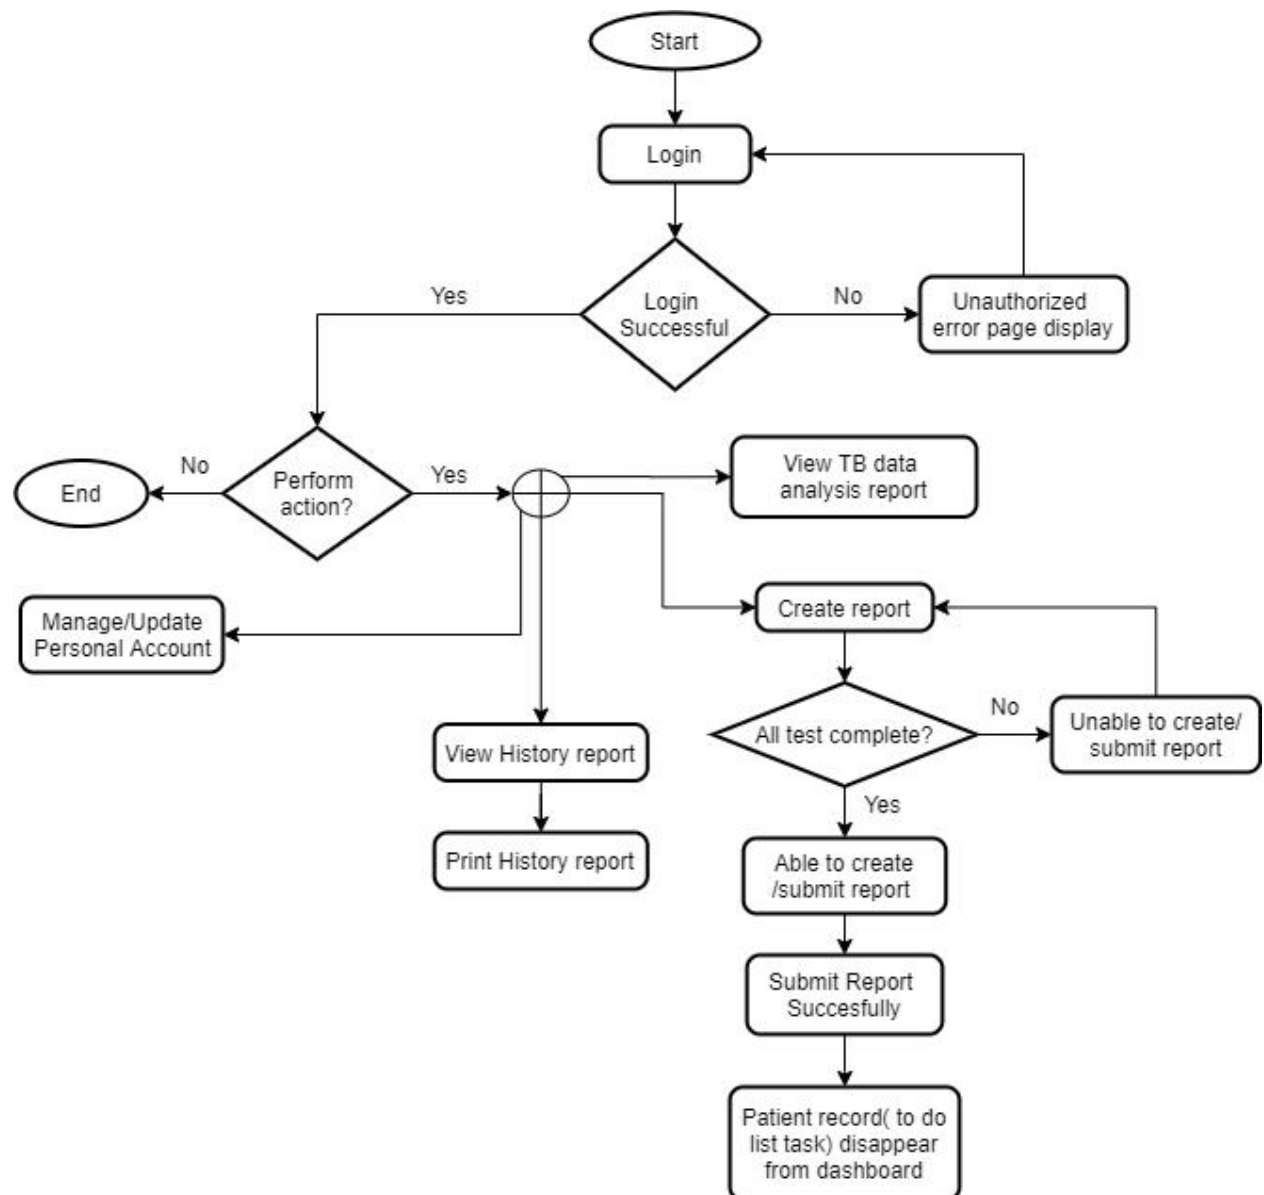 Start
Login
Yes
Login
Successful
No
Unauthorized
error page display
No
End
Perform
action?
Yes
View TB data
analysis report
Manage/Update
Personal Account
Create report
View History report
All test complete?
No
Unable to create/
submit report
Yes
Print History report
Able to create
/submit report
Submit Report
Succesfully
Patient record( to do
list task) disappear
from dashboard